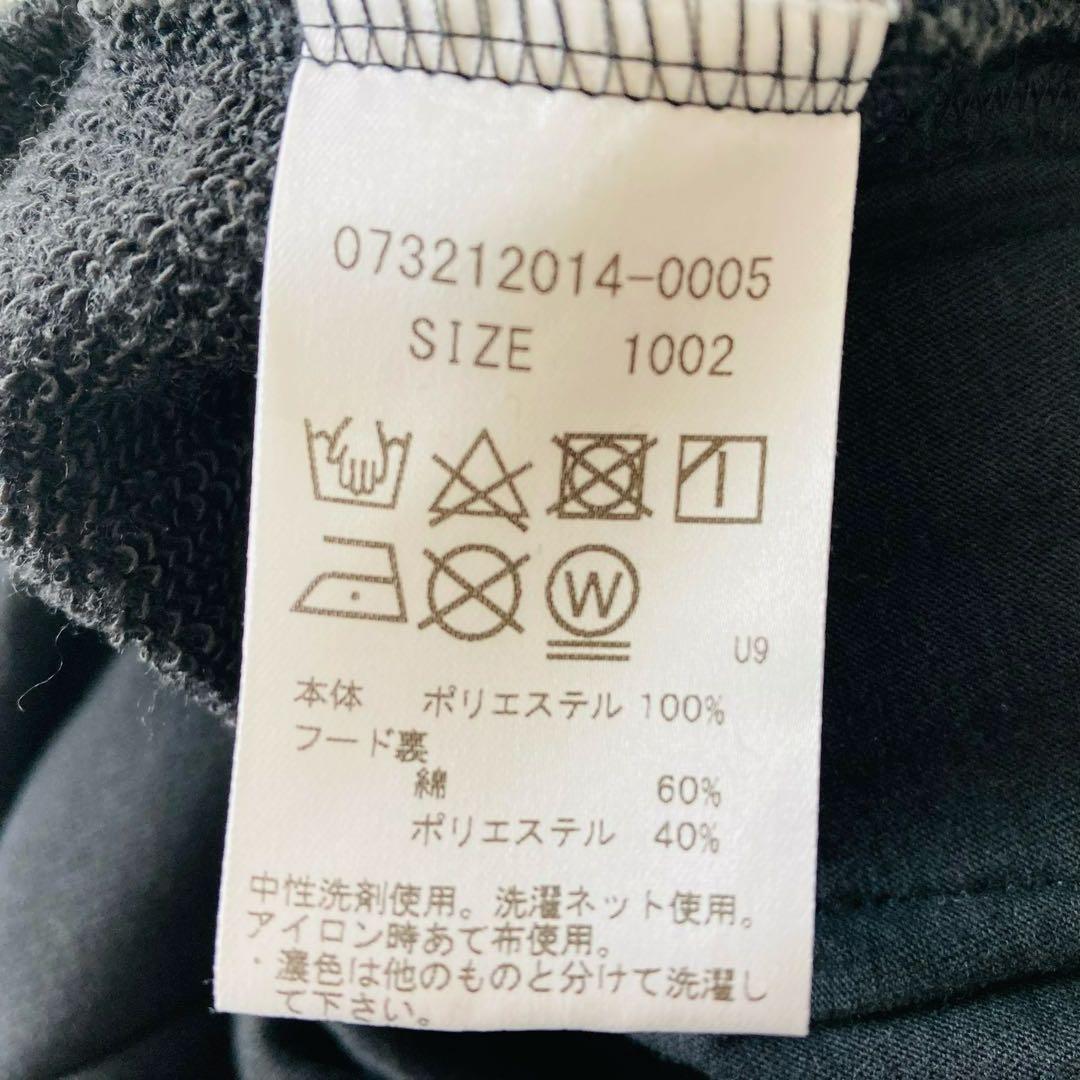 073212014-0005
SIZE 1002
W
U9
本体 ポリエステル 100%
フード裏
綿 60%
ポリエステル 40%
中性洗剤使用。洗濯ネット使用。
アイロン時あて布使用。
・濃色は他のものと分けて洗濯し
て下さい。